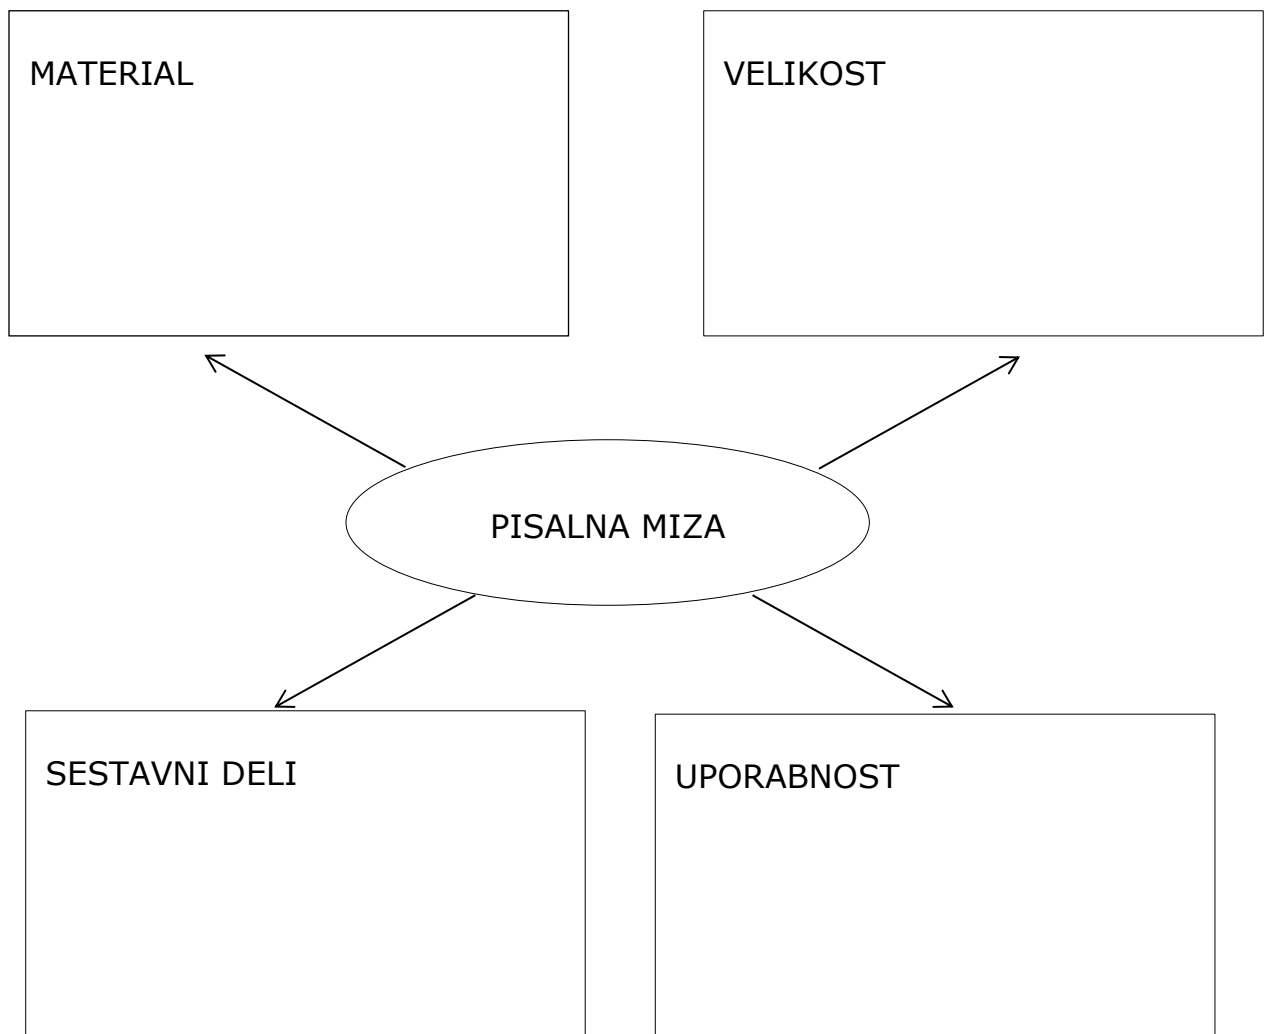 MATERIAL
VELIKOST
PISALNA MIZA
SESTAVNI DELI
UPORABNOST